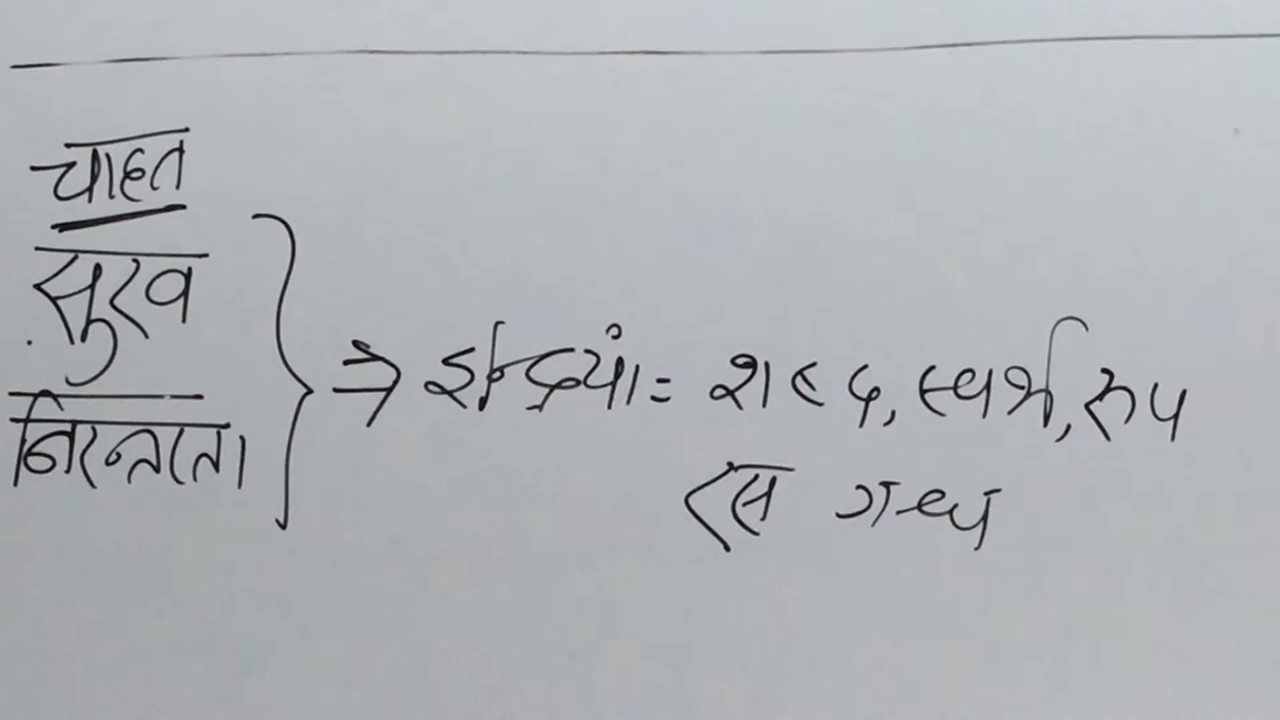 चाहत
सुख
निरन्तरता
⇒ इन्द्रियां = शब्द, स्पर्श, रूप
रस गन्ध